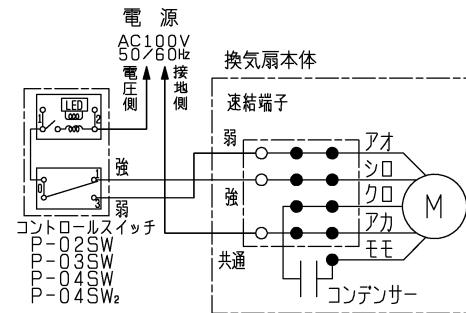 電 源
AC100V
50/60Hz
電圧側
接地側
換気扇本体
速結端子
LED
1
2
0
1
3
強
弱
コントロールスイッチ
P-02SW
P-03SW
P-04SW
P-04SW₂
弱
強
共通
アオ
シロ
クロ
アカ
モモ
M
コンデンサー